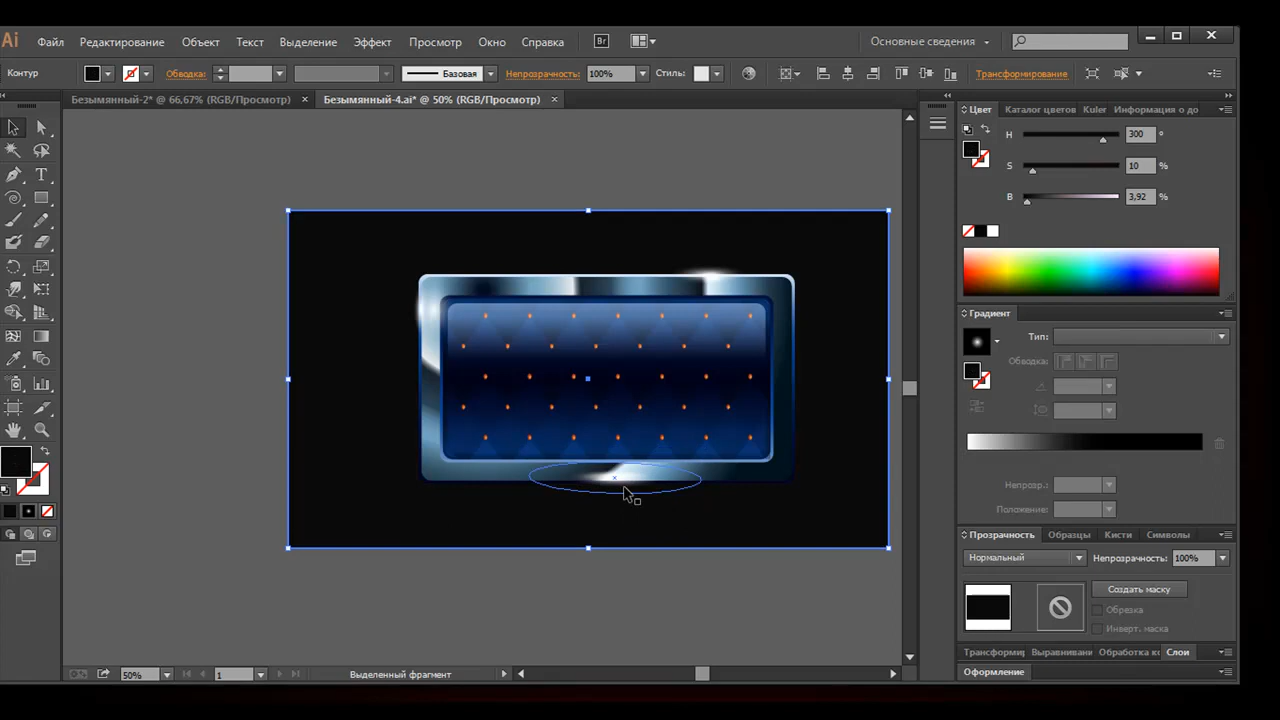 Ai Файл Редактирование Объект Текст Выделение Эффект Просмотр Окно Справка Br Основные сведения
Контур Обводка: Базовая Непрозрачность: 100% Стиль: Трансформирование
Безымянный-2* @ 66,67% (RGB/Просмотр) × Безымянный-4.ai* @ 50% (RGB/Просмотр) ×
Цвет Каталог цветов Kuler Информация о до
H 300 °
S 10 %
B 3,92 %
Градиент
Тип:
Обводка:
Непрозр.:
Положение:
Прозрачность Образцы Кисти Символы
Нормальный Непрозрачность: 100%
Создать маску
Обрезка
Инверт. маска
Трансформир Выравнивани Обработка ко Слои
Оформление
50% 1 Выделенный фрагмент